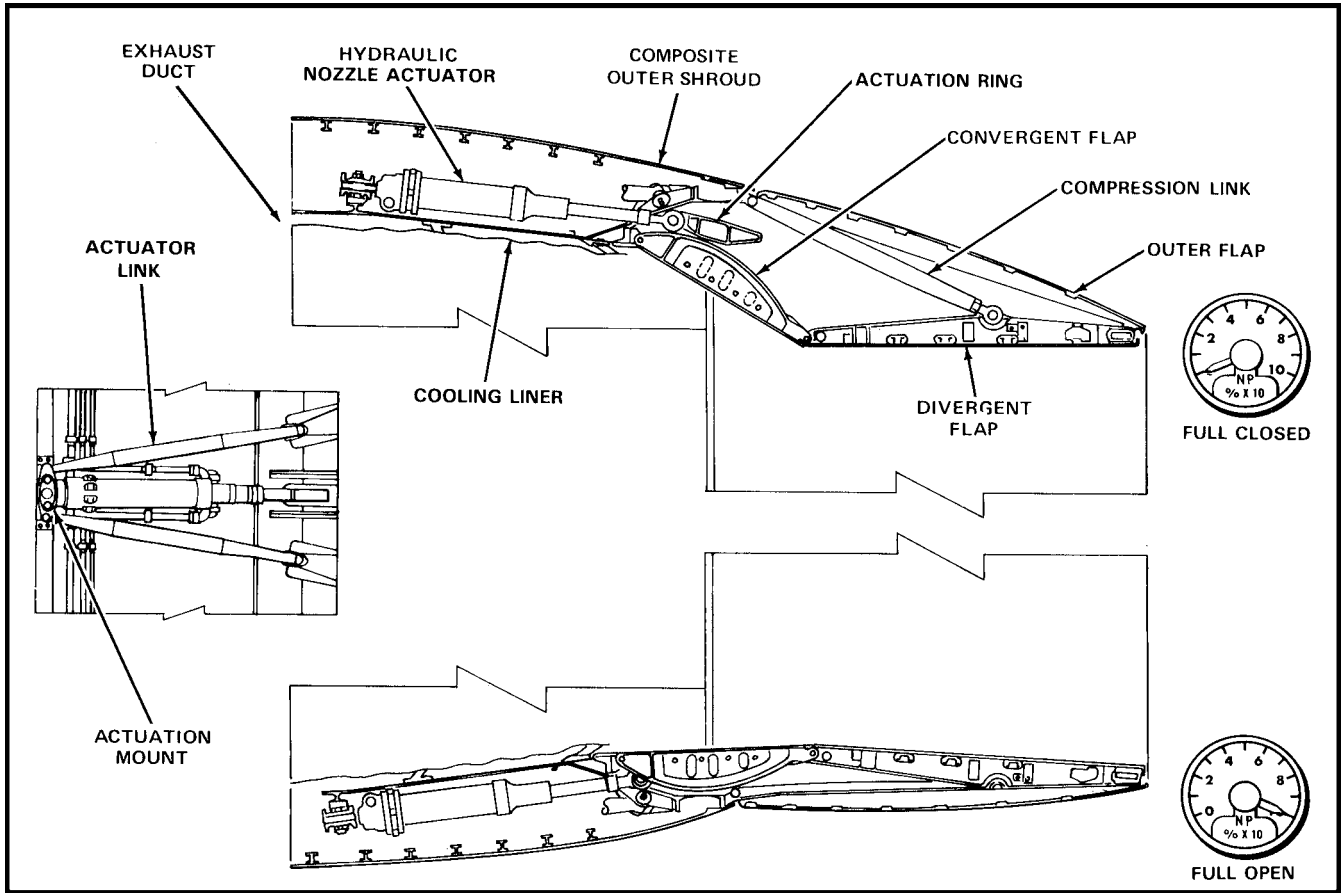 EXHAUST
DUCT
HYDRAULIC
NOZZLE ACTUATOR
COMPOSITE
OUTER SHROUD
ACTUATION RING
CONVERGENT FLAP
COMPRESSION LINK
OUTER FLAP
ACTUATOR
LINK
COOLING LINER
DIVERGENT
FLAP
2 4 6 8 10
NP
% X 10
FULL CLOSED
ACTUATION
MOUNT
0 2 4 6 8
NP
% X 10
FULL OPEN